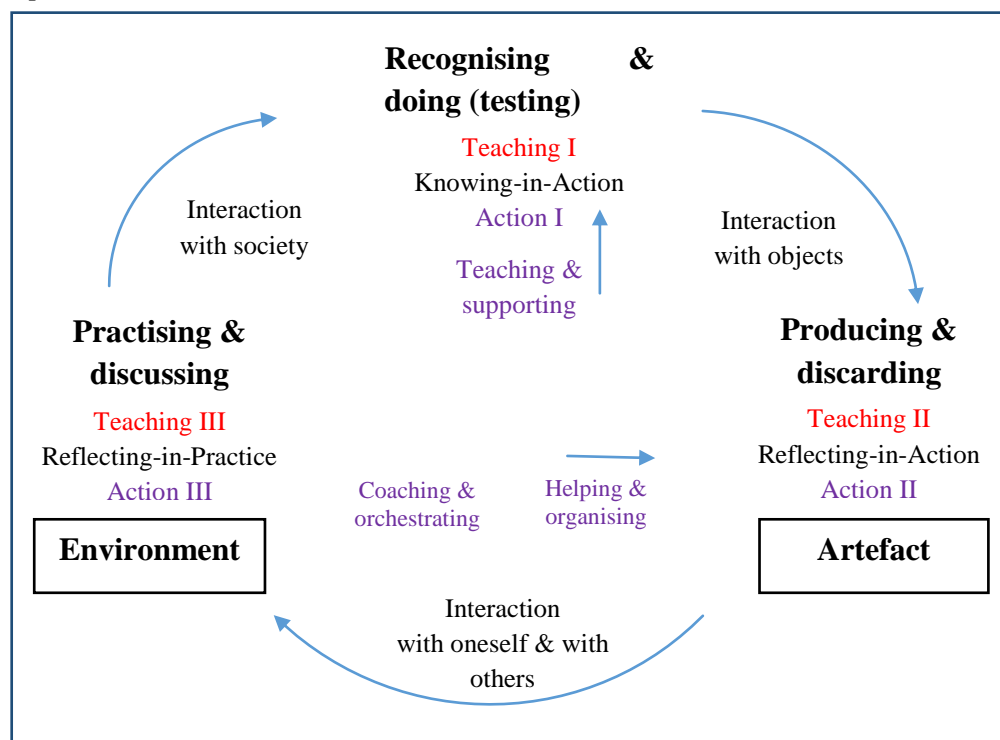 Recognising &
doing (testing)
Teaching I
Knowing-in-Action
Action I
Teaching &
supporting
Interaction
with society
Interaction
with objects
Practising &
discussing
Teaching III
Reflecting-in-Practice
Action III
Environment
Producing &
discarding
Teaching II
Reflecting-in-Action
Action II
Artefact
Coaching &
orchestrating
Helping &
organising
Interaction
with oneself & with
others